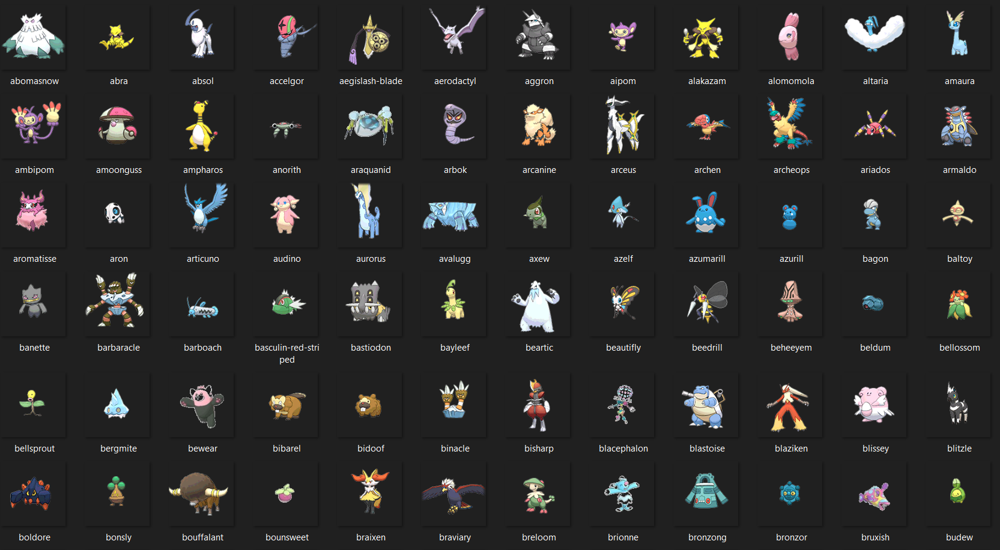 abomasnow
abra
absol
accelgor
aegislash-blade
aerodactyl
aggron
aipom
alakazam
alomomola
altaria
amaura
ambipom
amoonguss
ampharos
anorith
araquanid
arbok
arcanine
arceus
archen
archeops
ariados
armaldo
aromatisse
aron
articuno
audino
aurorus
avalugg
axew
azelf
azumarill
azurill
bagon
baltoy
banette
barbaracle
barboach
basculin-red-stri
ped
bastiodon
bayleef
beartic
beautifly
beedrill
beheeyem
beldum
bellossom
bellsprout
bergmite
bewear
bibarel
bidoof
binacle
bisharp
blacephalon
blastoise
blaziken
blissey
blitzle
boldore
bonsly
bouffalant
bounsweet
braixen
braviary
breloom
brionne
bronzong
bronzor
bruxish
budew